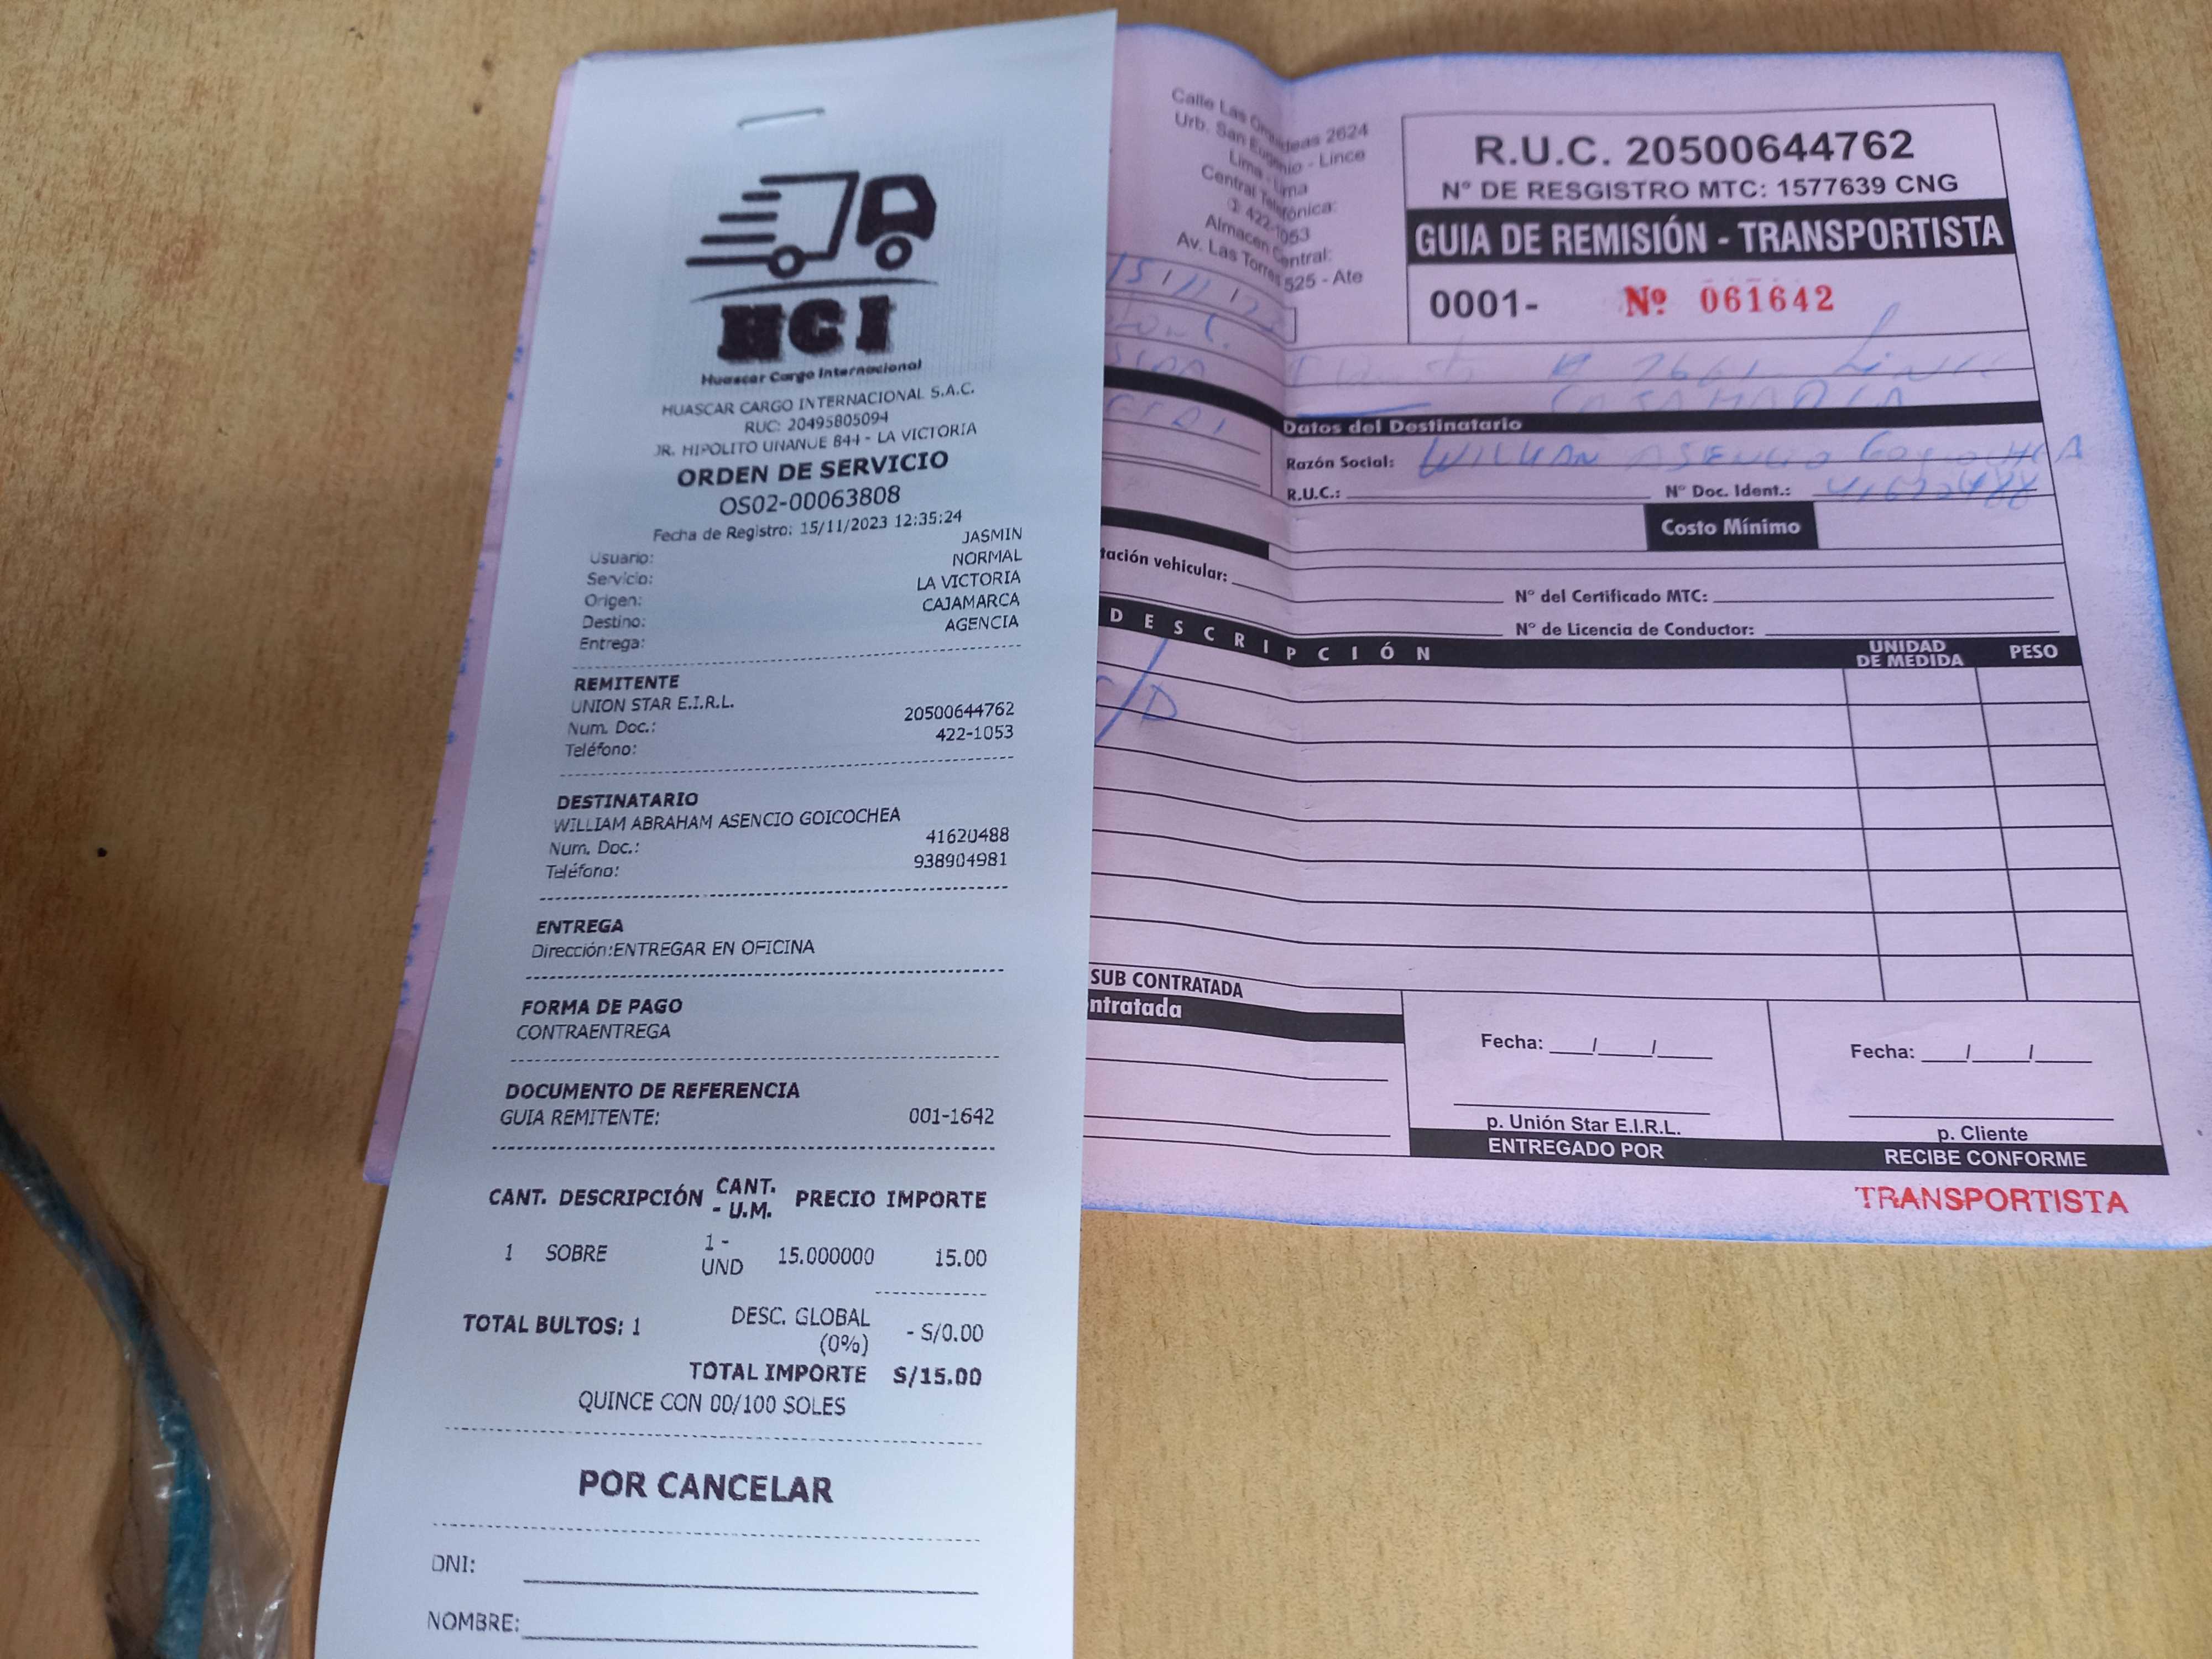 HCI
Huascar Cargo Internacional
HUASCAR CARGO INTERNACIONAL S.A.C.
RUC: 20495805094
JR. HIPOLITO UNANUE 844 - LA VICTORIA
ORDEN DE SERVICIO
OS02-00063808
Fecha de Registro: 15/11/2023 12:35:24
Usuario: JASMIN
Servicio: NORMAL
Origen: LA VICTORIA
Destino: CAJAMARCA
Entrega: AGENCIA
REMITENTE
UNION STAR E.I.R.L.
Num. Doc.: 20500644762
Teléfono: 422-1053
DESTINATARIO
WILLIAM ABRAHAM ASENCIO GOICOCHEA
Num. Doc.: 41620488
Teléfono: 938904981
ENTREGA
Dirección:ENTREGAR EN OFICINA
FORMA DE PAGO
CONTRAENTREGA
DOCUMENTO DE REFERENCIA
GUIA REMITENTE: 001-1642
CANT. DESCRIPCIÓN CANT. - U.M. PRECIO IMPORTE
1 SOBRE 1 - UND 15.000000 15.00
TOTAL BULTOS: 1 DESC. GLOBAL (0%) - S/0.00
TOTAL IMPORTE S/15.00
QUINCE CON 00/100 SOLES
POR CANCELAR
DNI:
NOMBRE:
Calle Las Orquideas 2624
Urb. San Eugenio - Lince
Lima - Lima
Central Telefónica:
422-1053
Almacen Central:
Av. Las Torres 525 - Ate
R.U.C. 20500644762
N° DE RESGISTRO MTC: 1577639 CNG
GUIA DE REMISIÓN - TRANSPORTISTA
0001- Nº 061642
CAJAMARCA
Datos del Destinatario
Razón Social: WILLIAN ASENCIO
R.U.C.: N° Doc. Ident.:
Costo Mínimo
tación vehicular:
N° del Certificado MTC:
N° de Licencia de Conductor:
DESCRIPCIÓN UNIDAD DE MEDIDA PESO
SUB CONTRATADA
ntratada
Fecha: / /
p. Unión Star E.I.R.L.
ENTREGADO POR
Fecha: / /
p. Cliente
RECIBE CONFORME
TRANSPORTISTA